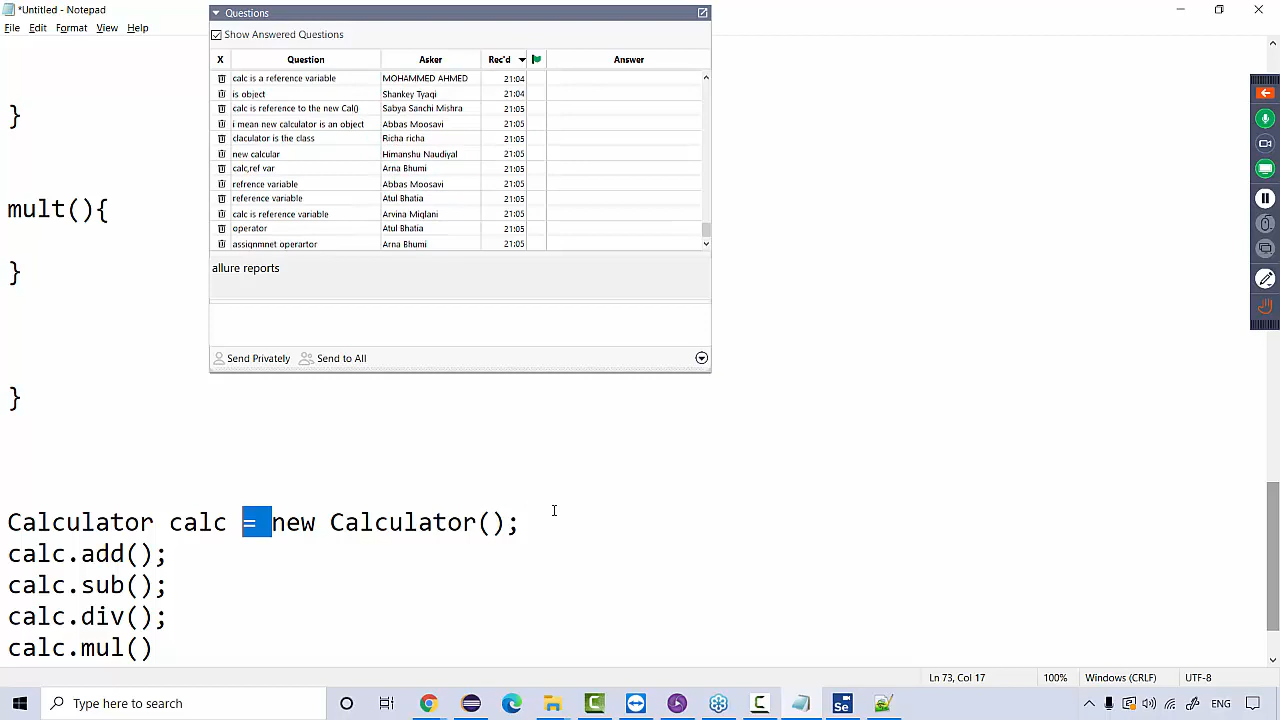 *Untitled - Notepad
File Edit Format View Help
Questions
Show Answered Questions
X Question Asker Rec'd Answer
calc is a reference variable MOHAMMED AHMED 21:04
is object Shankey Tyagi 21:04
calc is reference to the new Cal() Sabya Sanchi Mishra 21:05
i mean new calculator is an object Abbas Moosavi 21:05
claculator is the class Richa richa 21:05
new calcular Himanshu Naudiyal 21:05
calc,ref var Arna Bhumi 21:05
refrence variable Abbas Moosavi 21:05
reference variable Atul Bhatia 21:05
calc is reference variable Arvina Miglani 21:05
operator Atul Bhatia 21:05
assignmnet operartor Arna Bhumi 21:05
allure reports
Send Privately Send to All
}
mult(){
}
}
Calculator calc = new Calculator();
calc.add();
calc.sub();
calc.div();
calc.mul()
Ln 73, Col 17 100% Windows (CRLF) UTF-8
Type here to search
Se
ENG